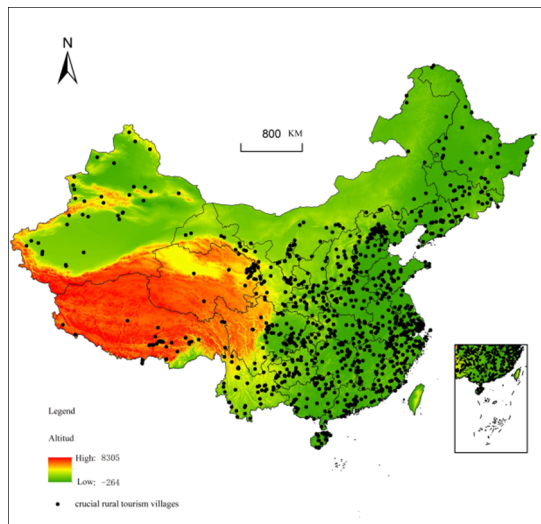 N
800 KM
Legend
Altitud
High: 8305
Low: -264
crucial rural tourism villages